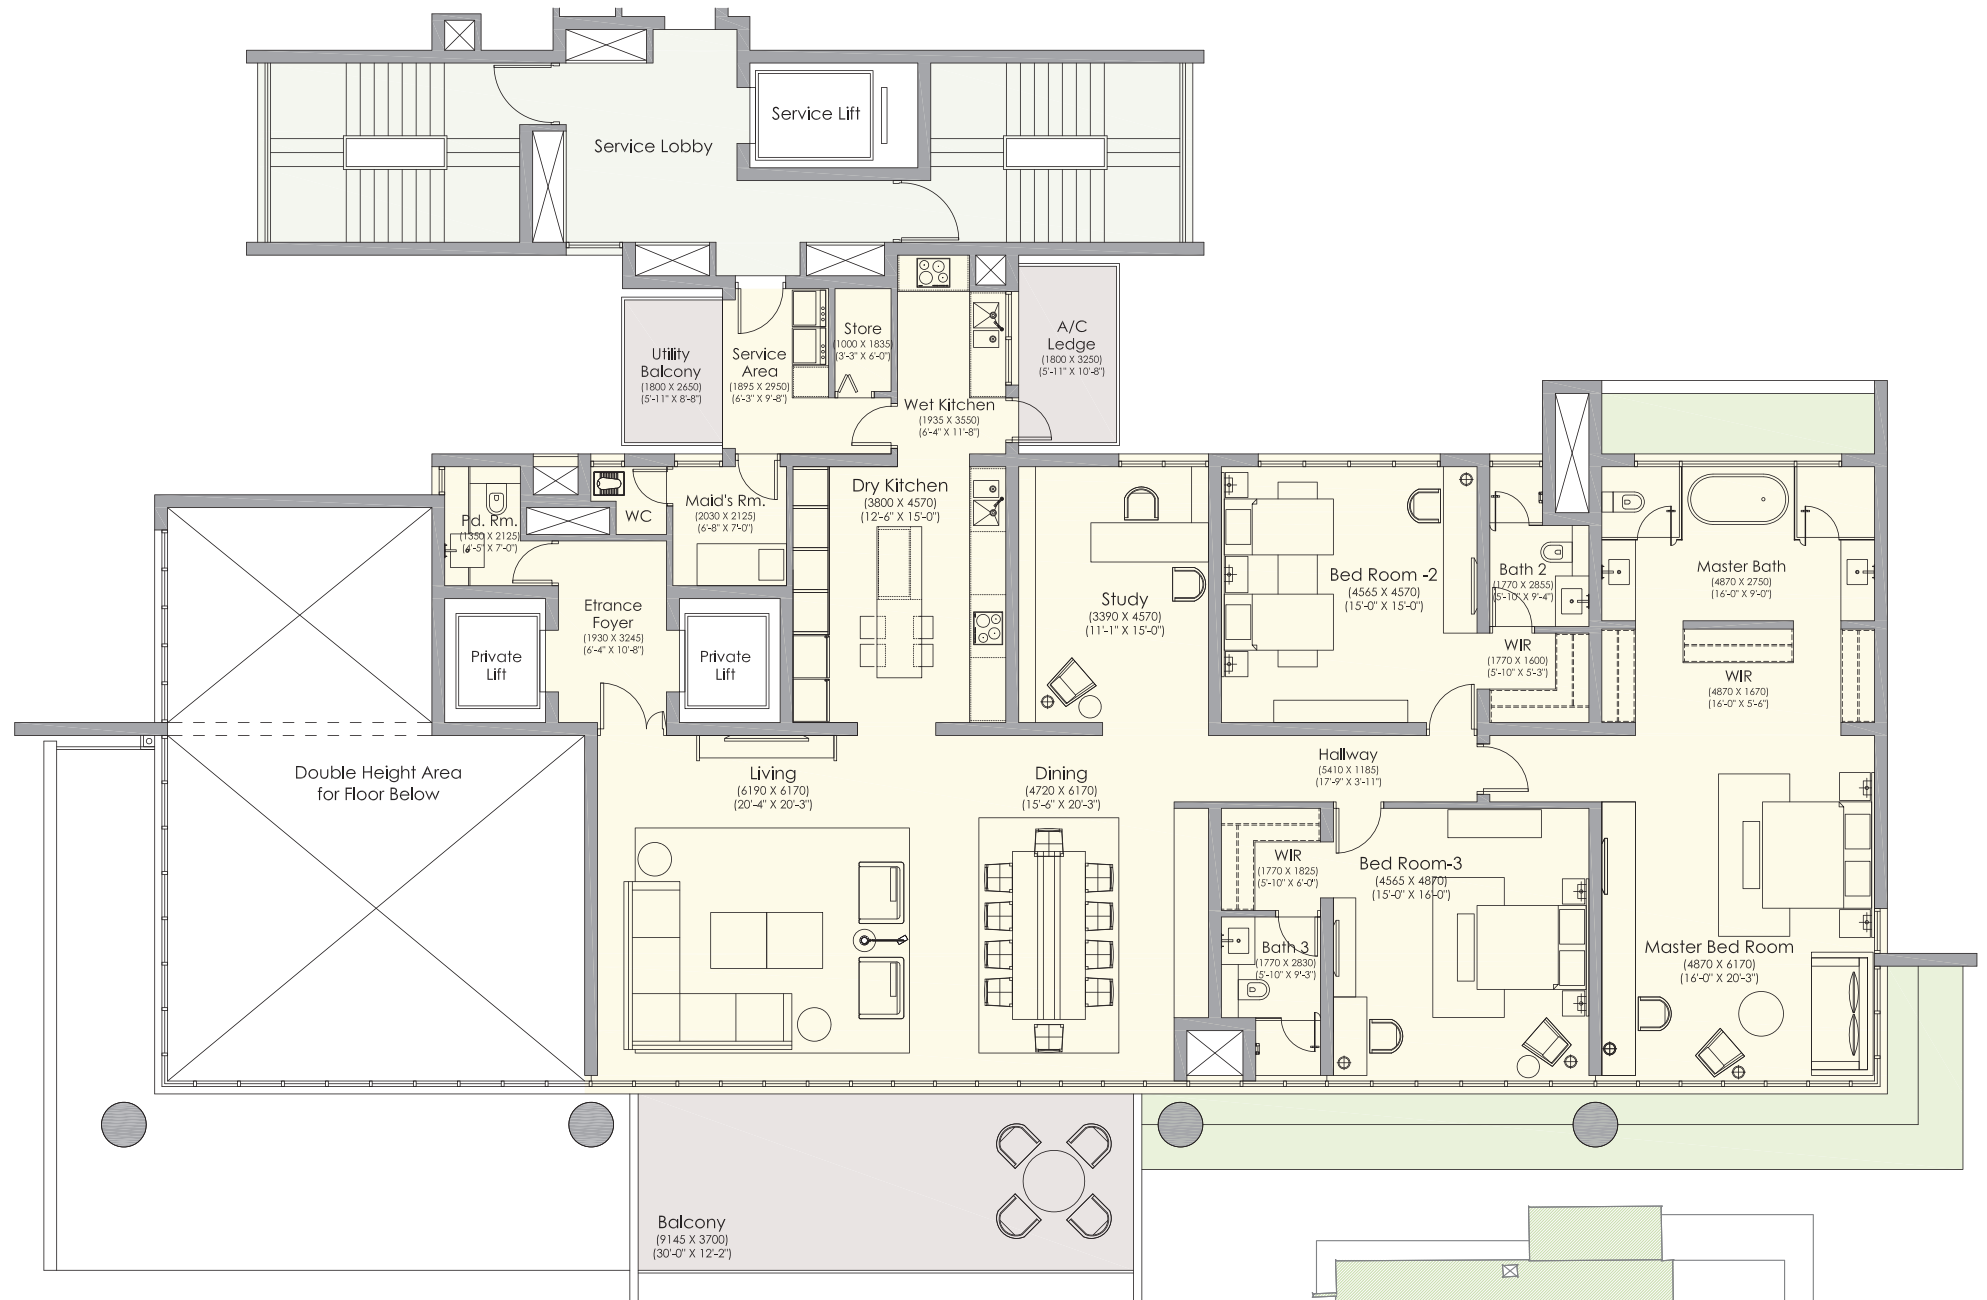 Service Lift
Service Lobby
A/C
Ledge
(1800 X 3250)
(5'-11" X 10'-8")
Store
(1000 X 1835)
(3'-3" X 6'-0")
Utility
Balcony
(1800 X 2650)
(5'-11" X 8'-8")
Service
Area
(1895 X 2950)
(6'-3" X 9'-8")
Wet Kitchen
(1935 X 3550)
(6'-4" X 11'-8")
Dry Kitchen
(3800 X 4570)
(12'-6" X 15'-0")
Maid's Rm.
(2030 X 2125)
(6'-8" X 7'-0")
WC
Pd. Rm.
(1350 X 2125)
(4'-5" X 7'-0")
Etrance
Foyer
(1930 X 3245)
(6'-4" X 10'-8")
Private
Lift
Private
Lift
Study
(3390 X 4570)
(11'-1" X 15'-0")
Bed Room -2
(4565 X 4570)
(15'-0" X 15'-0")
Bath 2
(1770 X 2855)
(5'-10" X 9'-4")
Master Bath
(4870 X 2750)
(16'-0" X 9'-0")
WIR
(1770 X 1600)
(5'-10" X 5'-3")
WIR
(4870 X 1670)
(16'-0" X 5'-6")
Double Height Area
for Floor Below
Living
(6190 X 6170)
(20'-4" X 20'-3")
Dining
(4720 X 6170)
(15'-6" X 20'-3")
Hallway
(5410 X 1185)
(17'-9" X 3'-11")
WIR
(1770 X 1825)
(5'-10" X 6'-0")
Bed Room-3
(4565 X 4870)
(15'-0" X 16'-0")
Bath 3
(1770 X 2830)
(5'-10" X 9'-3")
Master Bed Room
(4870 X 6170)
(16'-0" X 20'-3")
Balcony
(9145 X 3700)
(30'-0" X 12'-2")